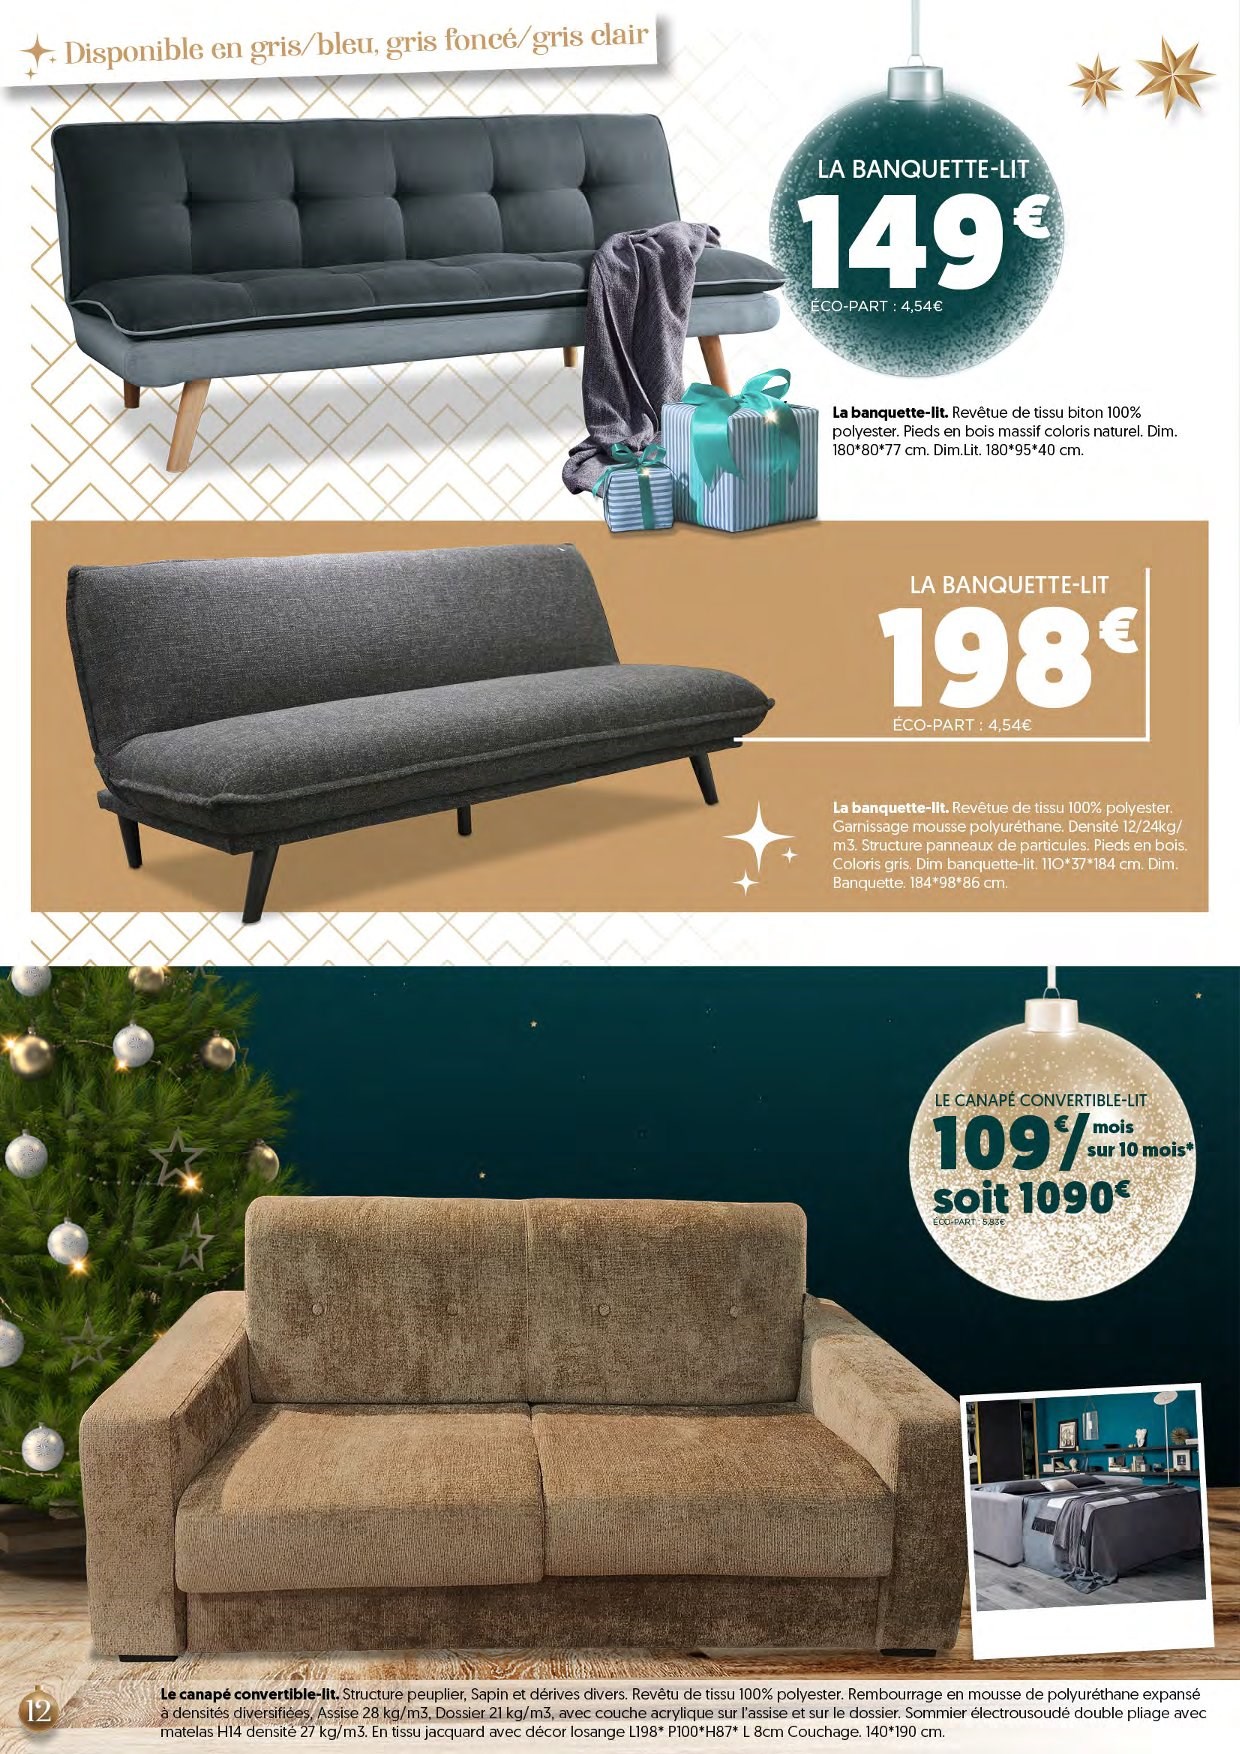 Disponible en gris/bleu, gris foncé/gris clair
LA BANQUETTE-LIT
149€
ÉCO-PART : 4,54€
La banquette-lit. Revêtue de tissu biton 100%
polyester. Pieds en bois massif coloris naturel. Dim.
180*80*77 cm. Dim.Lit. 180*95*40 cm.
LA BANQUETTE-LIT
198€
ÉCO-PART : 4,54€
La banquette-lit. Revêtue de tissu 100% polyester.
Garnissage mousse polyuréthane. Densité 12/24kg/
m3. Structure panneaux de particules. Pieds en bois.
Coloris gris. Dim banquette-lit. 110*37*184 cm. Dim.
Banquette. 184*98*86 cm.
LE CANAPÉ CONVERTIBLE-LIT
109€/mois
sur 10 mois*
soit 1090€
ÉCO-PART : 5,83€
Le canapé convertible-lit. Structure peuplier, Sapin et dérives divers. Revêtu de tissu 100% polyester. Rembourrage en mousse de polyuréthane expansé
à densités diversifiées, Assise 28 kg/m3, Dossier 21 kg/m3, avec couche acrylique sur l'assise et sur le dossier. Sommier électrousoudé double pliage avec
matelas H14 densité 27 kg/m3. En tissu jacquard avec décor losange L198* P100*H87* L 8cm Couchage. 140*190 cm.
12